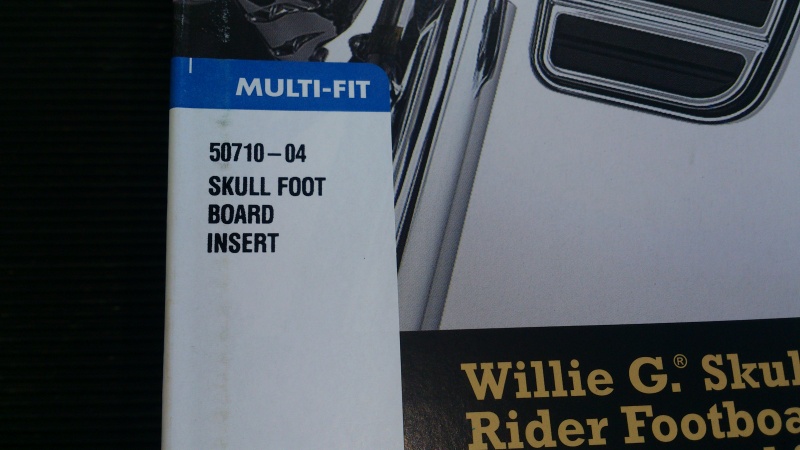 MULTI-FIT
50710-04
SKULL FOOT
BOARD
INSERT
Willie G.® Skul
Rider Footboa